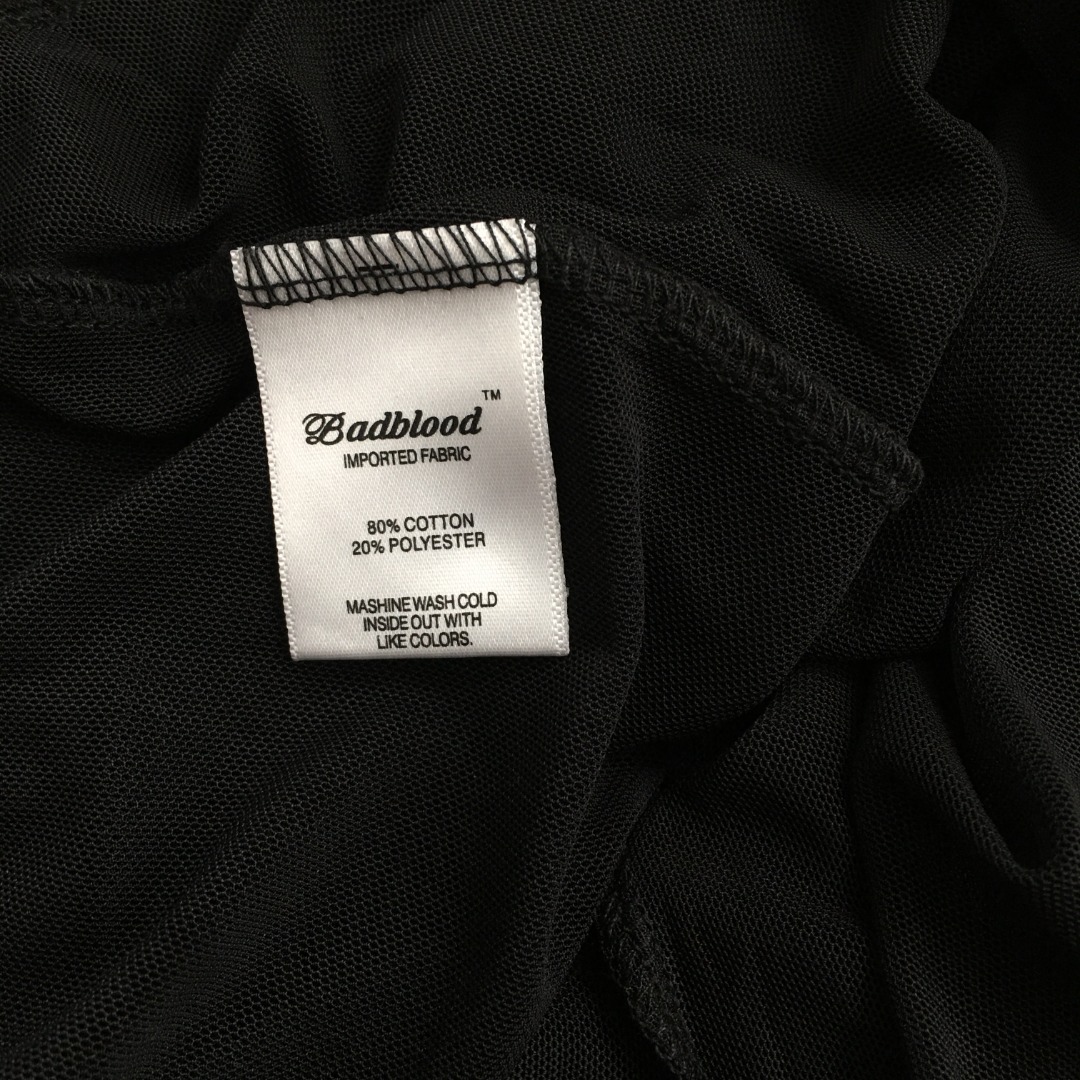 Badblood™
IMPORTED FABRIC
80% COTTON
20% POLYESTER
MASHINE WASH COLD
INSIDE OUT WITH
LIKE COLORS.